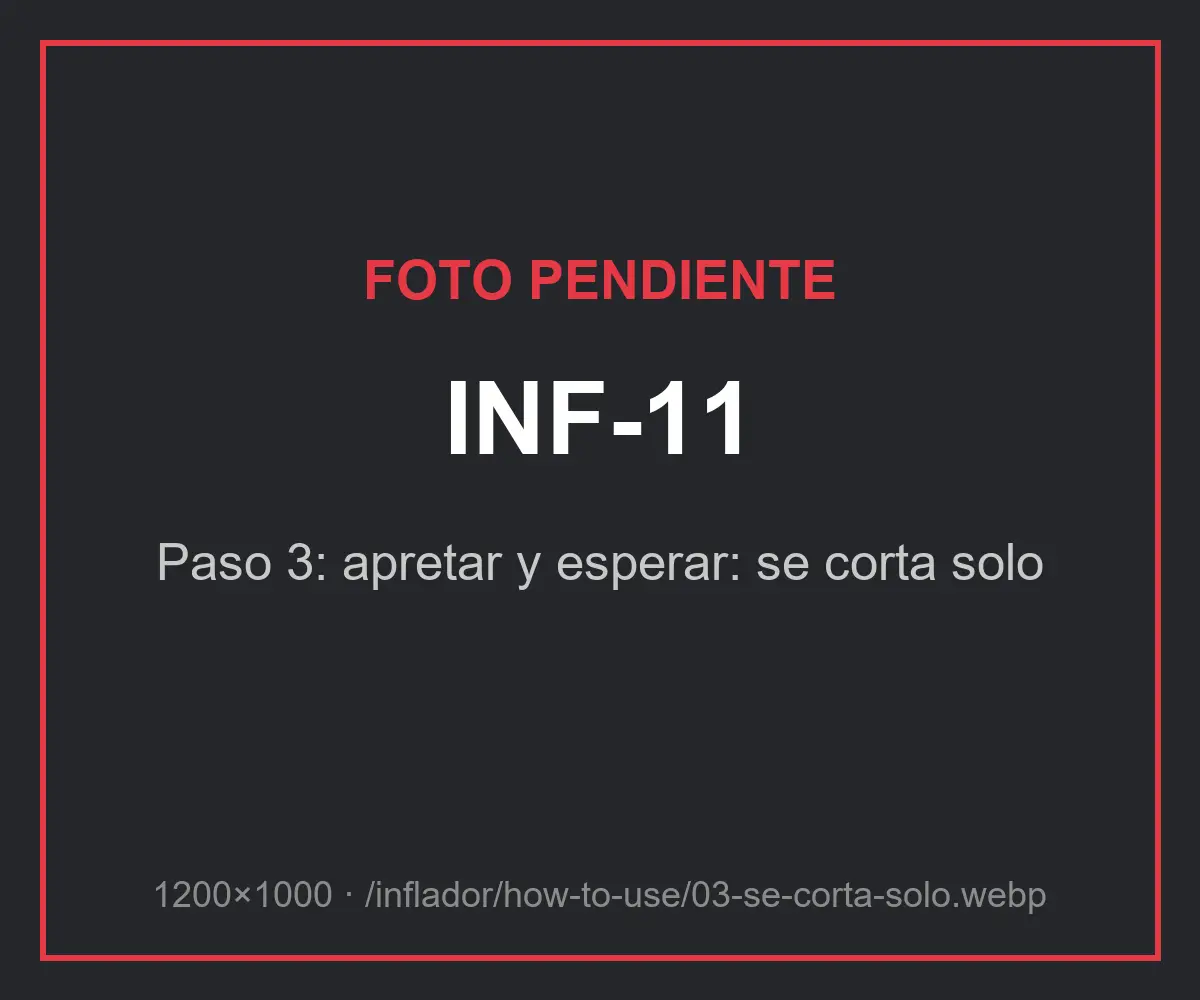 FOTO PENDIENTE
INF-11
Paso 3: apretar y esperar: se corta solo
1200×1000 · /inflador/how-to-use/03-se-corta-solo.webp